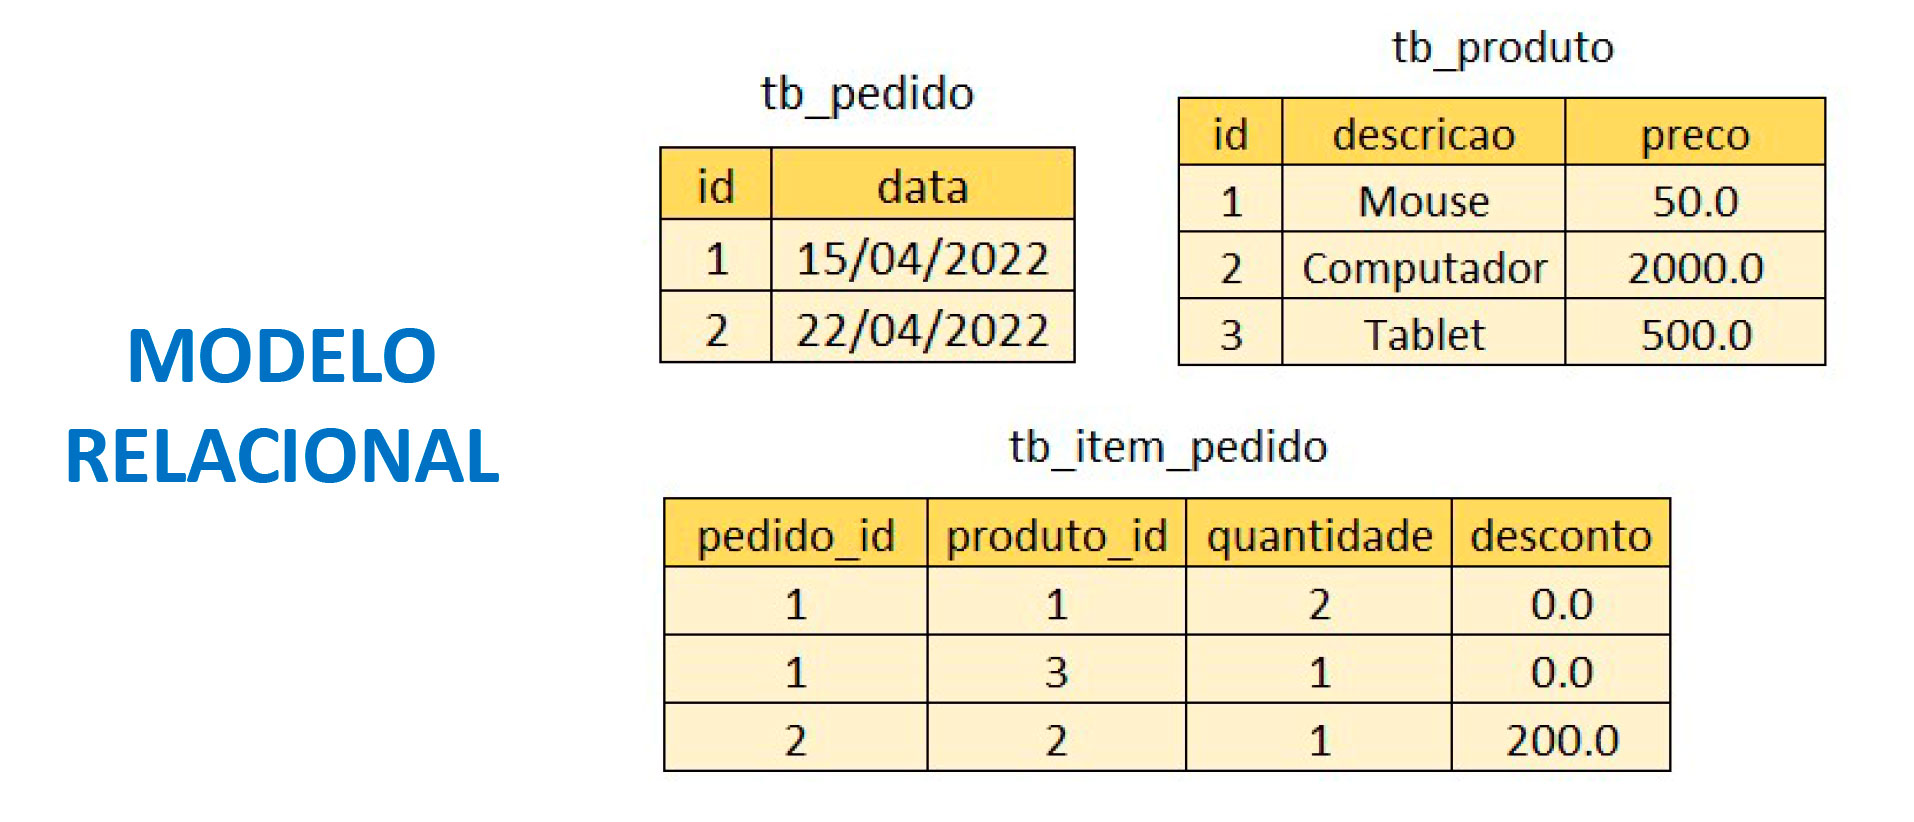 MODELO
RELACIONAL
tb_pedido
id data
1 15/04/2022
2 22/04/2022
tb_produto
id descricao preco
1 Mouse 50.0
2 Computador 2000.0
3 Tablet 500.0
tb_item_pedido
pedido_id produto_id quantidade desconto
1 1 2 0.0
1 3 1 0.0
2 2 1 200.0